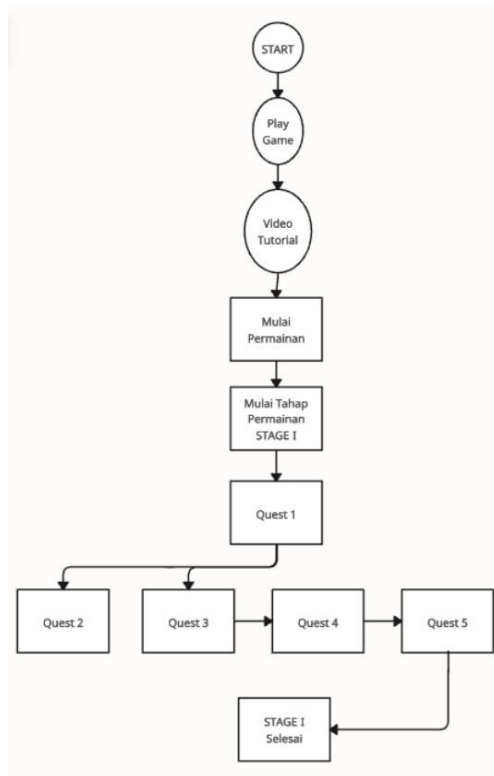 START
Play
Game
Video
Tutorial
Mulai
Permainan
Mulai Tahap
Permainan
STAGE I
Quest 1
Quest 2
Quest 3
Quest 4
Quest 5
STAGE I
Selesai